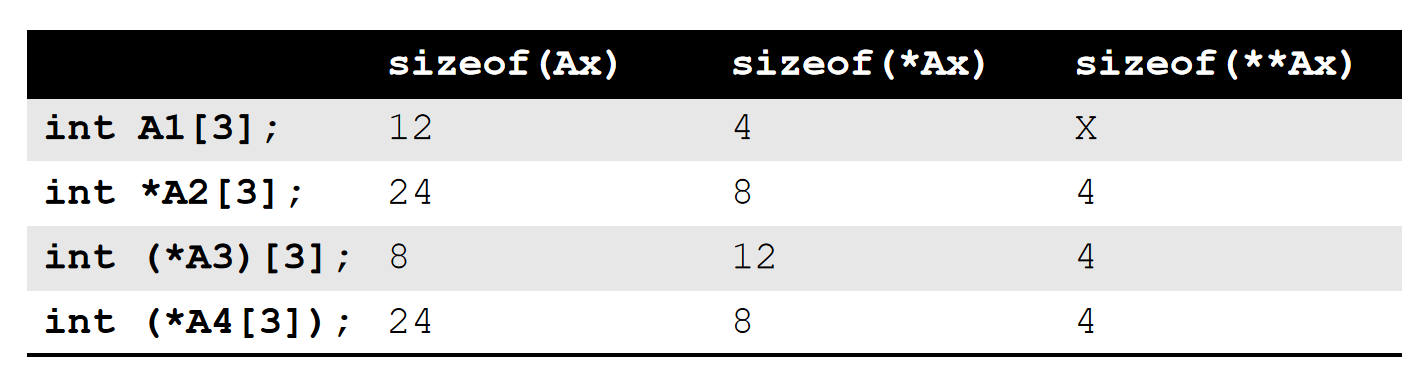 sizeof(Ax) sizeof(*Ax) sizeof(**Ax)
int A1[3]; 12 4 X
int *A2[3]; 24 8 4
int (*A3)[3]; 8 12 4
int (*A4[3]); 24 8 4